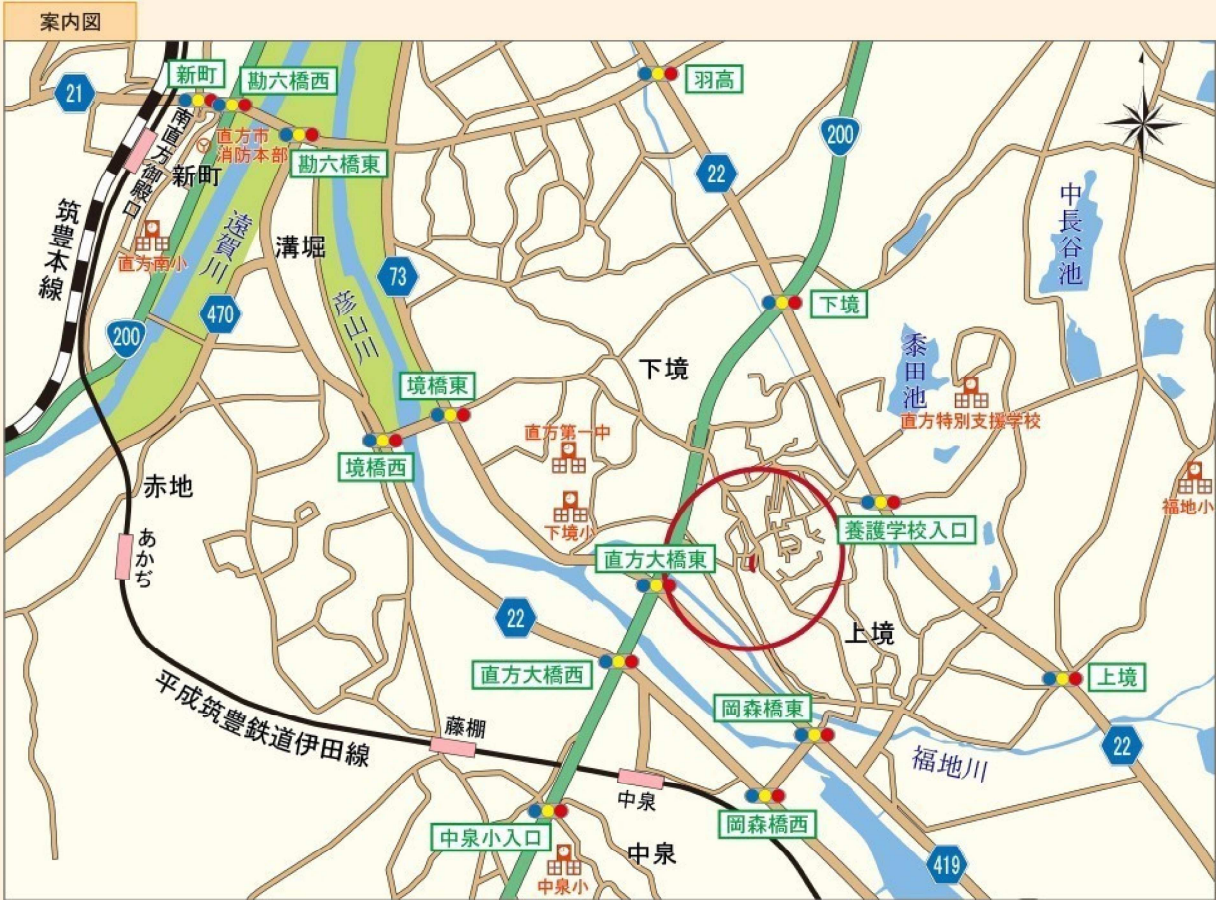 案内図
21
新町
勘六橋西
羽高
200
直方市
消防本部
勘六橋東
南直方御殿口
新町
22
中長谷池
筑豊本線
遠賀川
溝堀
直方南小
73
470
彦山川
200
下境
下境
黍田池
境橋東
直方特別支援学校
直方第一中
境橋西
赤地
福地小
下境小
養護学校入口
あかぢ
直方大橋東
22
上境
直方大橋西
上境
平成筑豊鉄道伊田線
藤棚
岡森橋東
22
福地川
中泉
岡森橋西
中泉小入口
中泉
419
中泉小